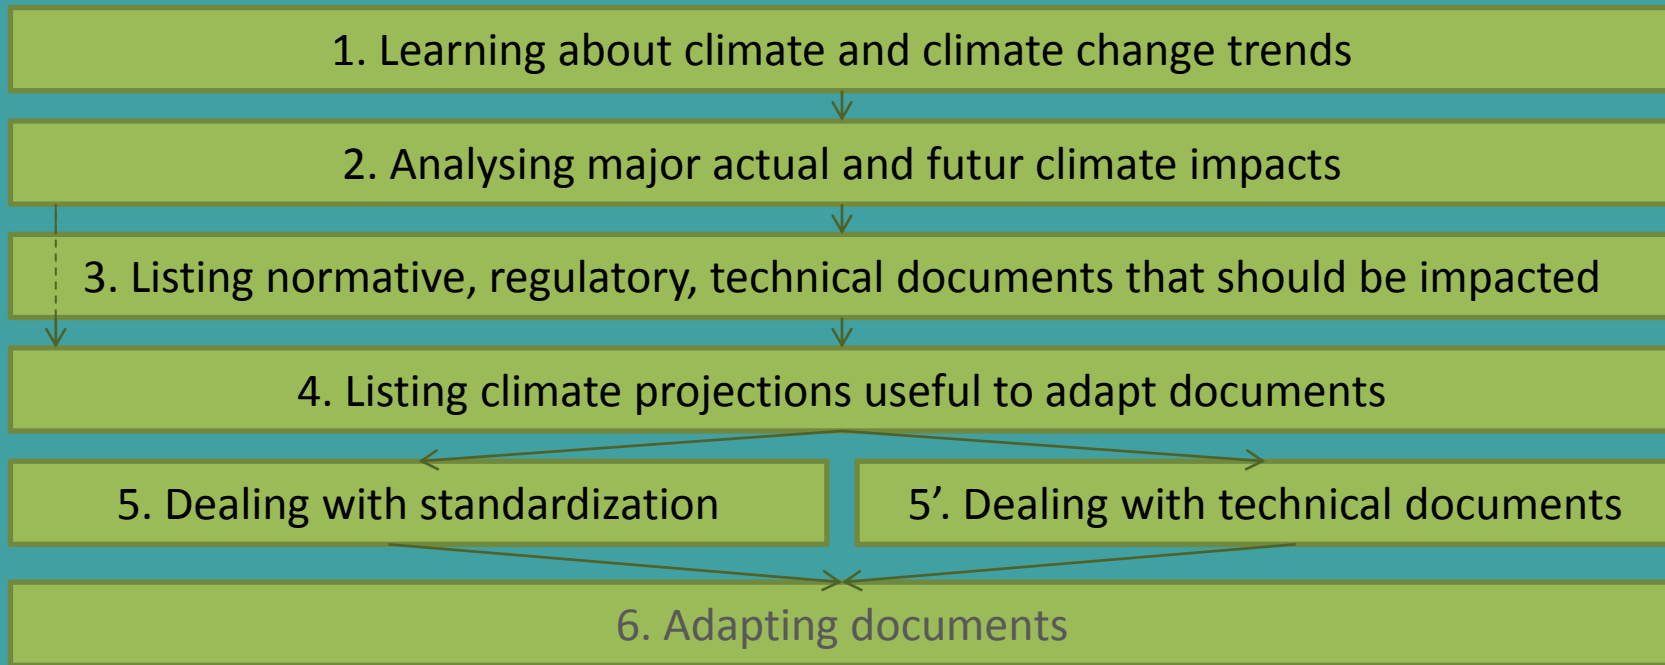 1. Learning about climate and climate change trends
2. Analysing major actual and futur climate impacts
3. Listing normative, regulatory, technical documents that should be impacted
4. Listing climate projections useful to adapt documents
5. Dealing with standardization
5’. Dealing with technical documents
6. Adapting documents